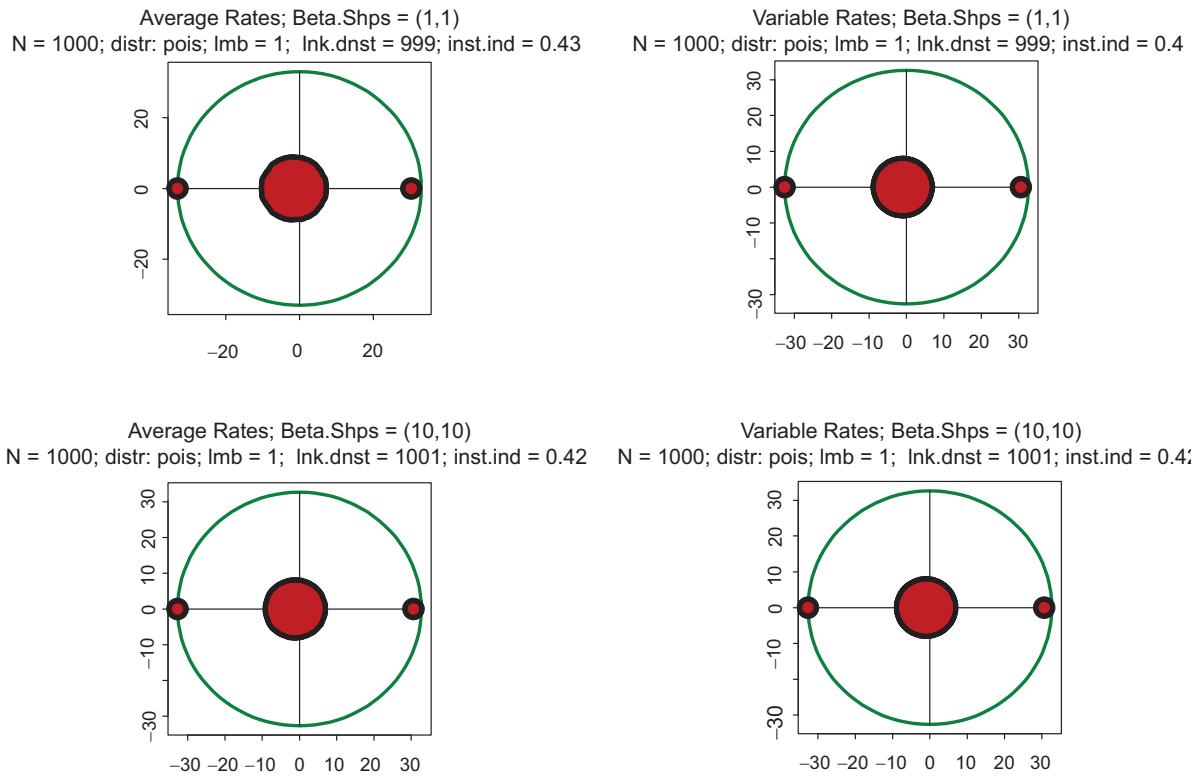 Average Rates; Beta.Shps = (1,1)
N = 1000; distr: pois; lmb = 1; lnk.dnst = 999; inst.ind = 0.43
20
0
−20
−20 0 20
Variable Rates; Beta.Shps = (1,1)
N = 1000; distr: pois; lmb = 1; lnk.dnst = 999; inst.ind = 0.4
30
20
10
0
−10
−30
−30 −20 −10 0 10 20 30
Average Rates; Beta.Shps = (10,10)
N = 1000; distr: pois; lmb = 1; lnk.dnst = 1001; inst.ind = 0.42
30
20
10
0
−10
−30
−30 −20 −10 0 10 20 30
Variable Rates; Beta.Shps = (10,10)
N = 1000; distr: pois; lmb = 1; lnk.dnst = 1001; inst.ind = 0.42
30
20
10
0
−10
−30
−30 −20 −10 0 10 20 30